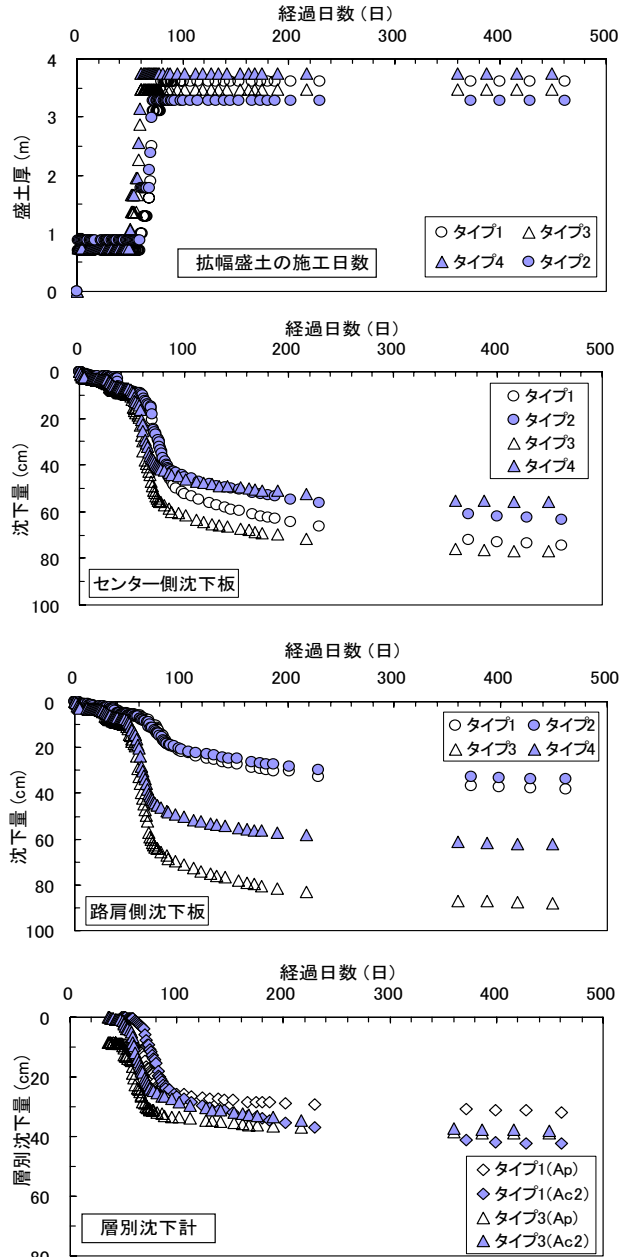 経過日数(日)
0 100 200 300 400 500
4
3
2
1
0
盛土厚(m)
○ タイプ1 △ タイプ3
▲ タイプ4 ● タイプ2
拡幅盛土の施工日数
経過日数(日)
0 100 200 300 400 500
0
20
40
60
80
100
沈下量(cm)
○ タイプ1
● タイプ2
△ タイプ3
▲ タイプ4
センター側沈下板
経過日数(日)
0 100 200 300 400 500
0
20
40
60
80
100
沈下量(cm)
○ タイプ1 ● タイプ2
△ タイプ3 ▲ タイプ4
路肩側沈下板
経過日数(日)
0 100 200 300 400 500
0
20
40
60
80
層別沈下量(cm)
◇ タイプ1(Ap)
◆ タイプ1(Ac2)
△ タイプ3(Ap)
▲ タイプ3(Ac2)
層別沈下計